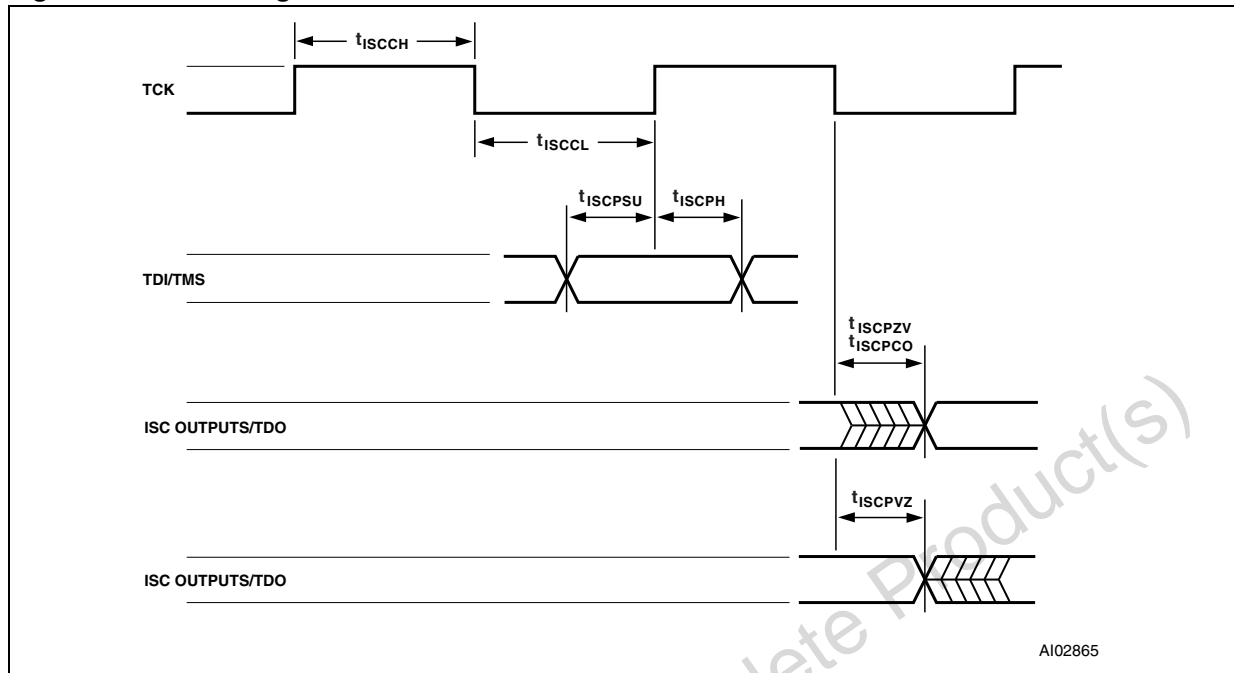 tISCCH
TCK
tISCCL
tISCPSU
tISCPH
TDI/TMS
tISCPZV
tISCPCO
ISC OUTPUTS/TDO
tISCPVZ
ISC OUTPUTS/TDO
lete Product(s)
AI02865